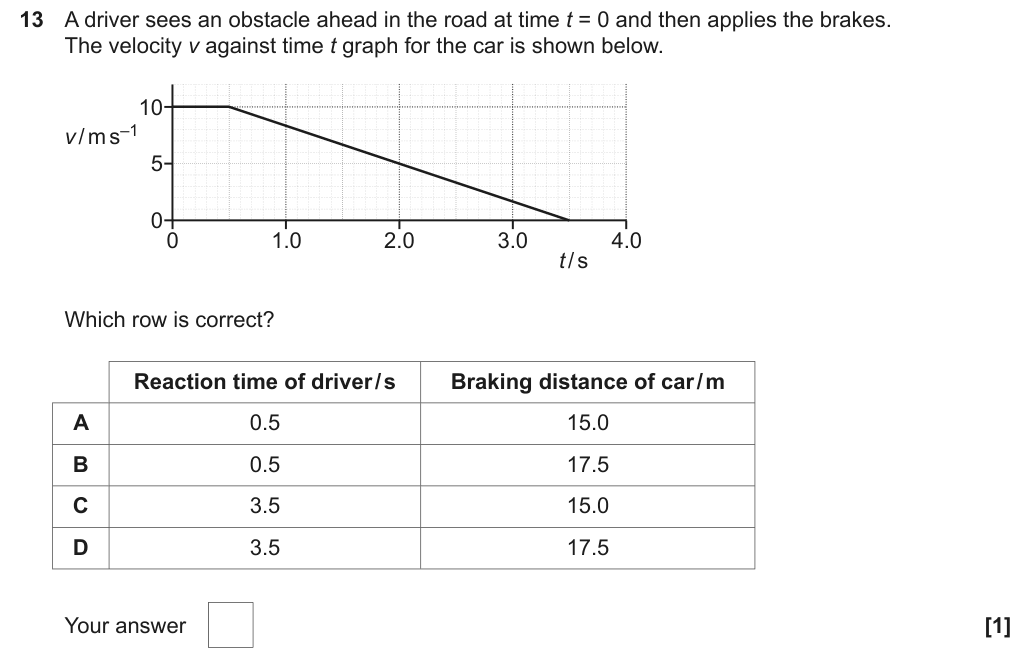 13 A driver sees an obstacle ahead in the road at time t = 0 and then applies the brakes.
The velocity v against time t graph for the car is shown below.
10
v/m s⁻¹
5
0
0 1.0 2.0 3.0 4.0
t/s
Which row is correct?
Reaction time of driver/s Braking distance of car/m
A 0.5 15.0
B 0.5 17.5
C 3.5 15.0
D 3.5 17.5
Your answer [1]